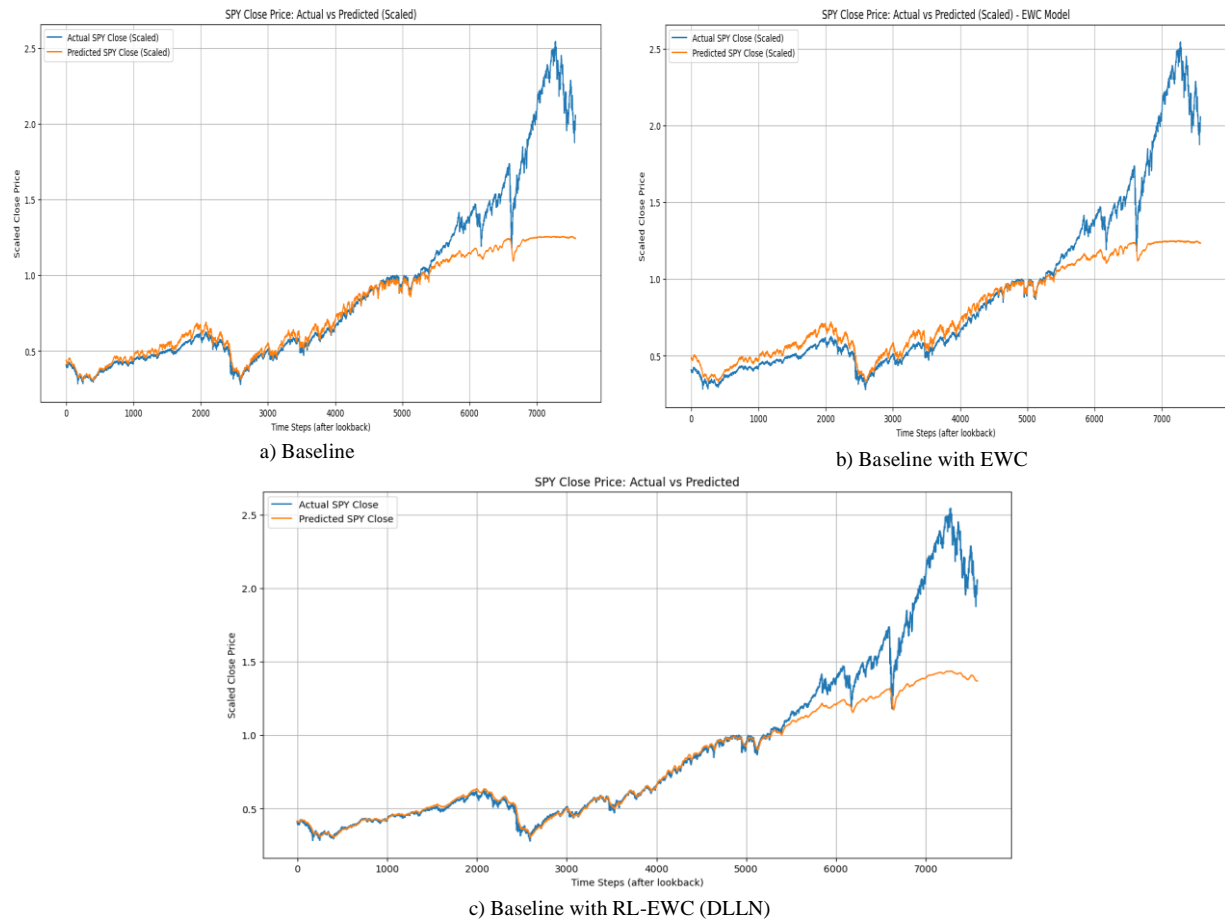 SPY Close Price: Actual vs Predicted (Scaled)
Actual SPY Close (Scaled)
Predicted SPY Close (Scaled)
Scaled Close Price
2.5
2.0
1.5
1.0
0.5
0 1000 2000 3000 4000 5000 6000 7000
Time Steps (after lookback)
a) Baseline
SPY Close Price: Actual vs Predicted (Scaled) - EWC Model
Actual SPY Close (Scaled)
Predicted SPY Close (Scaled)
Scaled Close Price
2.5
2.0
1.5
1.0
0.5
0 1000 2000 3000 4000 5000 6000 7000
Time Steps (after lookback)
b) Baseline with EWC
SPY Close Price: Actual vs Predicted
Actual SPY Close
Predicted SPY Close
Scaled Close Price
2.5
2.0
1.5
1.0
0.5
0 1000 2000 3000 4000 5000 6000 7000
Time Steps (after lookback)
c) Baseline with RL-EWC (DLLN)